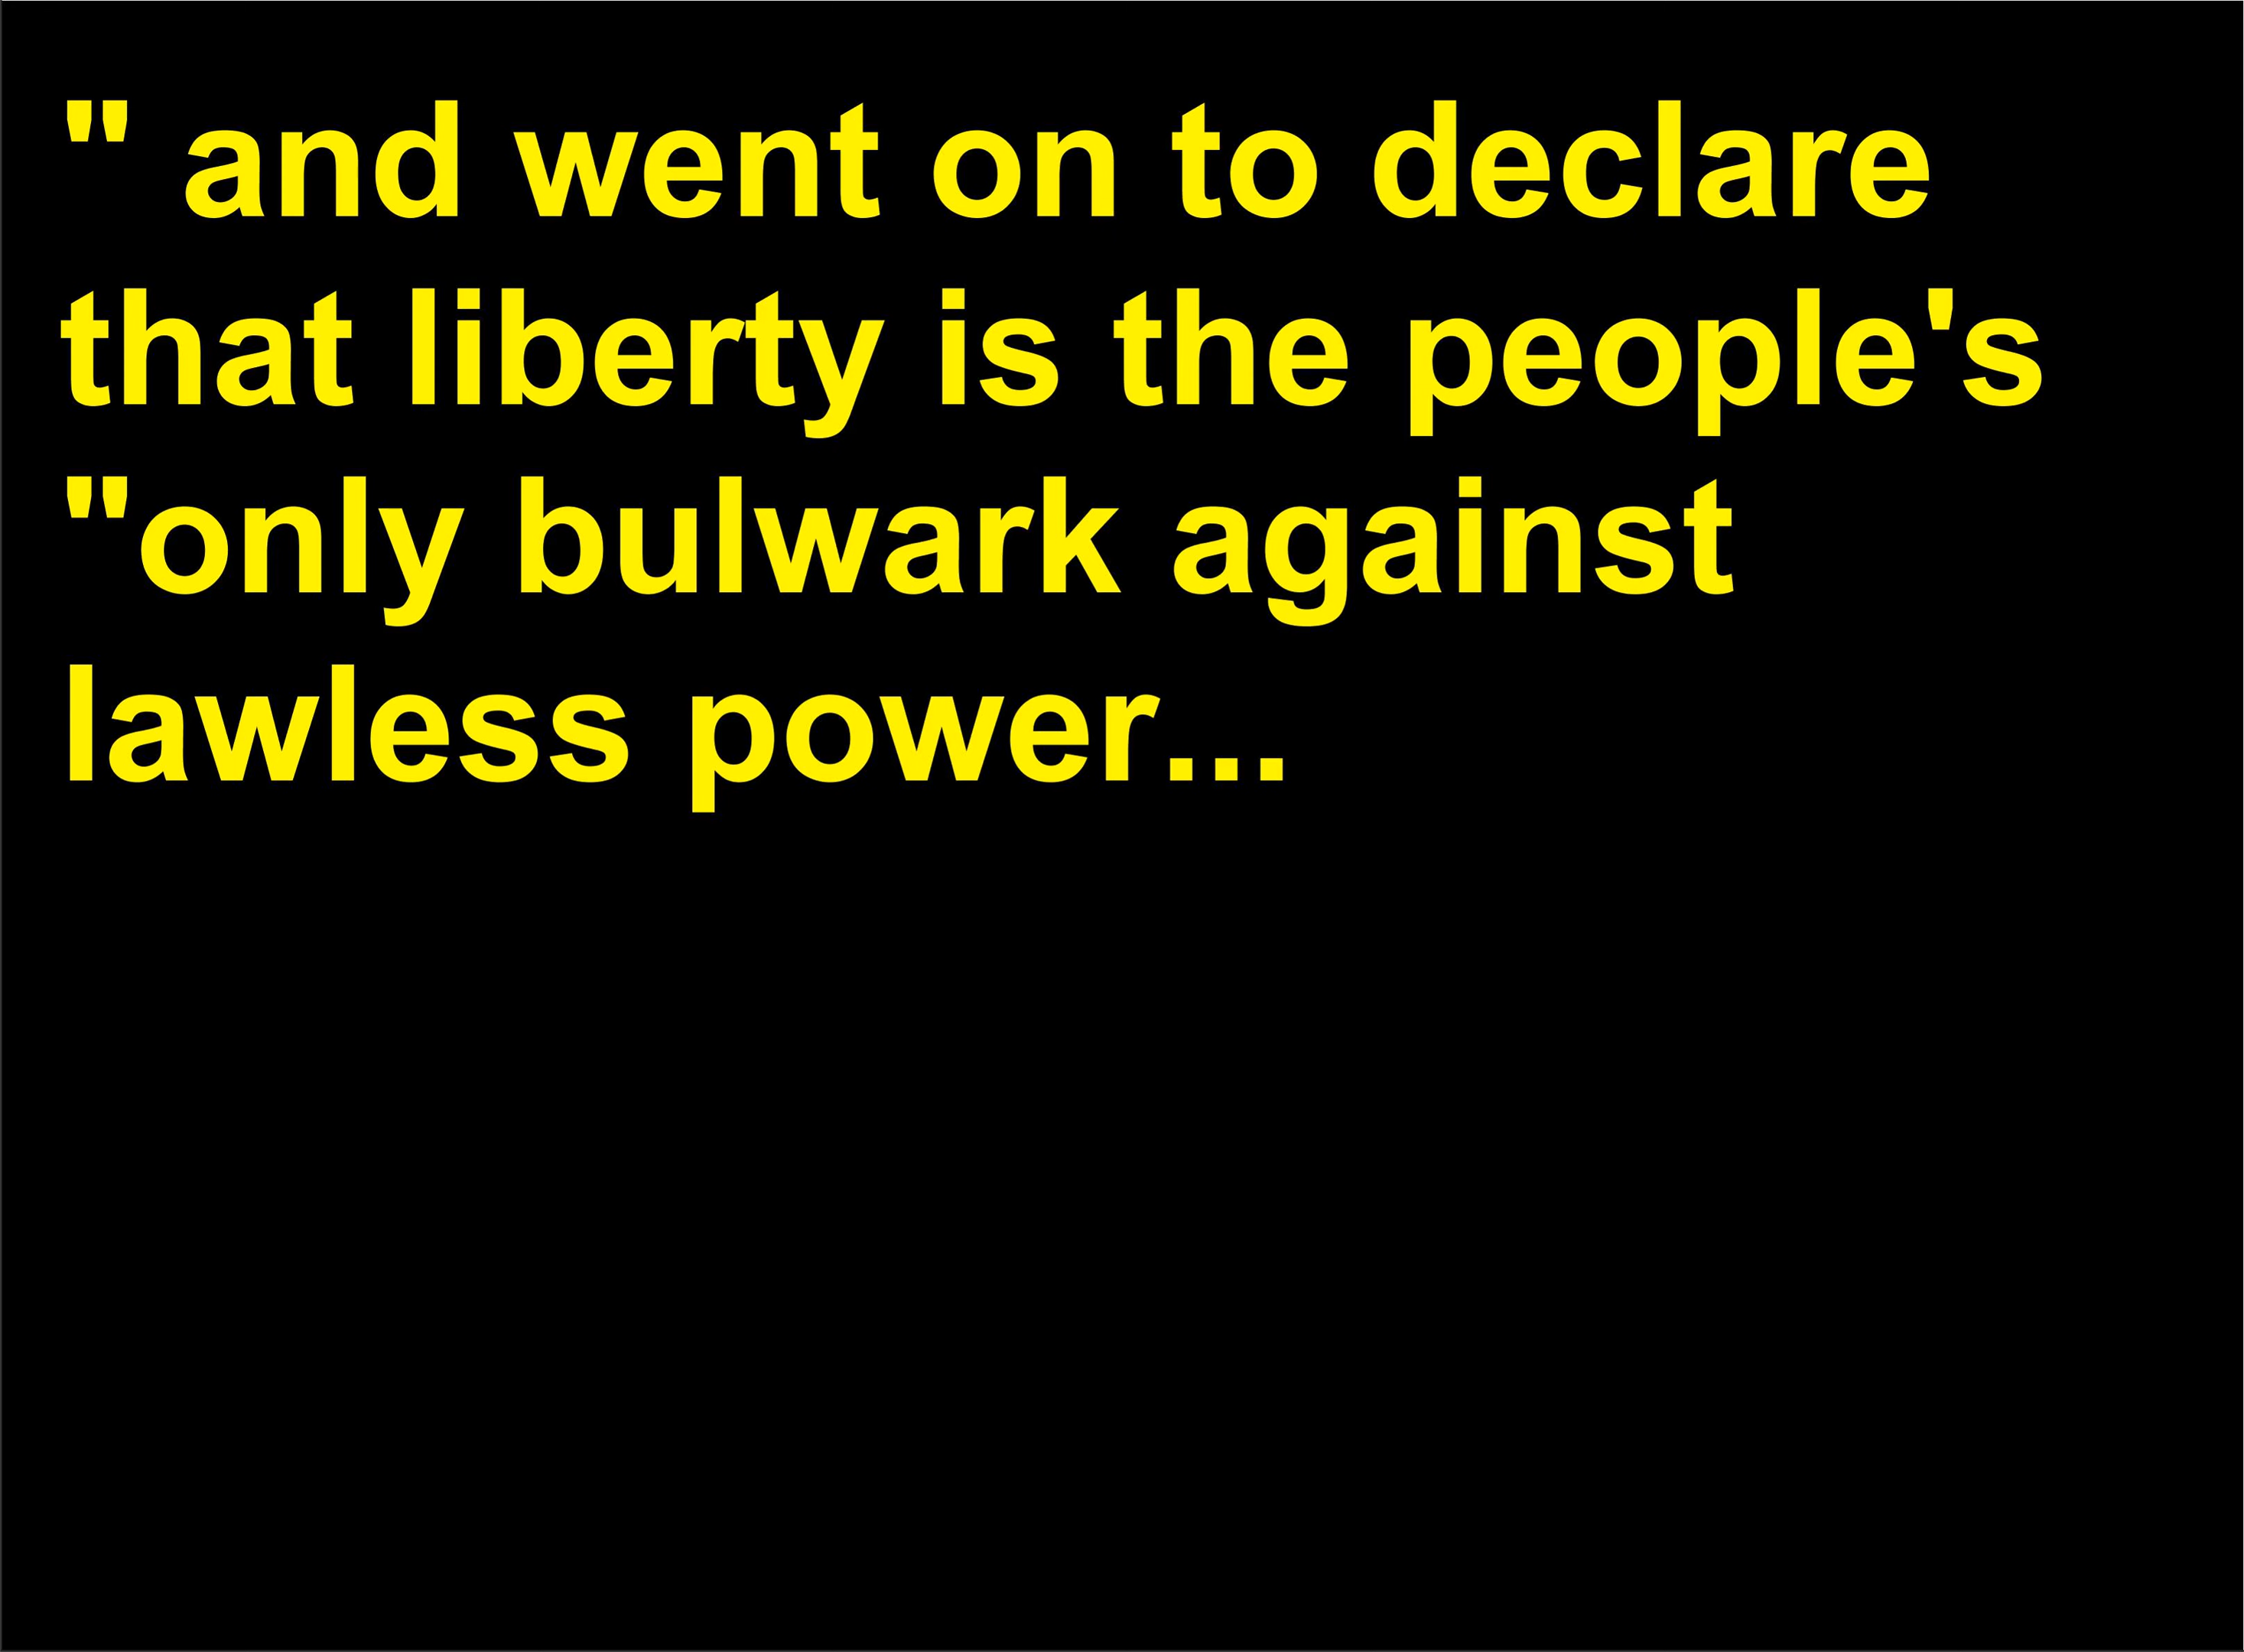 " and went on to declare
that liberty is the people's
"only bulwark against
lawless power...